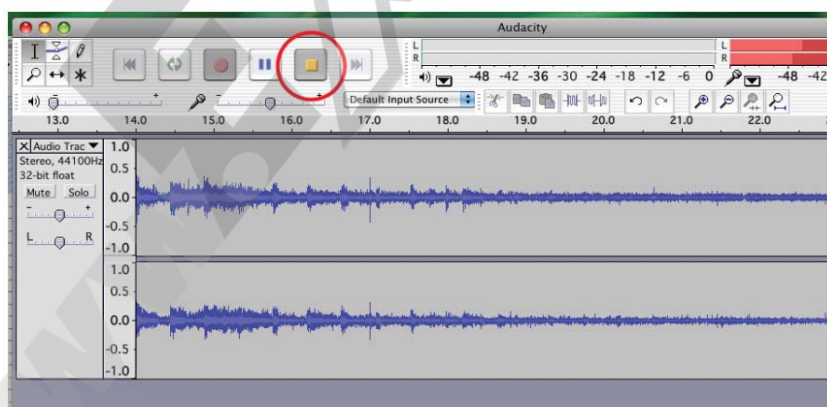 Audacity
L L
R R
-48 -42 -36 -30 -24 -18 -12 -6 0 -48 -42
- + - + Default Input Source
13.0 14.0 15.0 16.0 17.0 18.0 19.0 20.0 21.0 22.0
X Audio Trac 1.0
Stereo, 44100Hz
32-bit float 0.5
Mute Solo 0.0
- +
-0.5
L R
-1.0
1.0
0.5
0.0
-0.5
-1.0